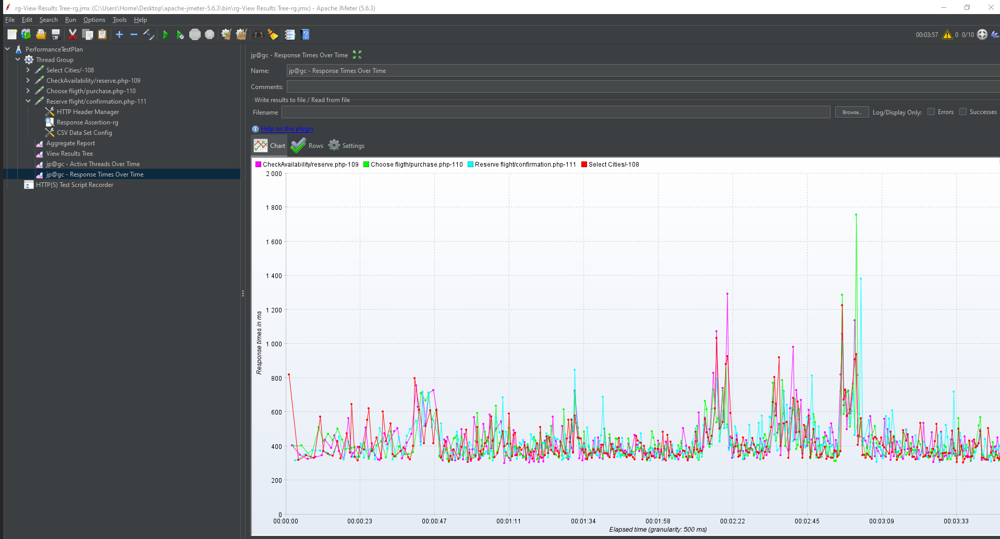 rg-View Results Tree-rg.jmx (C:\Users\Home\Desktop\apache-jmeter-5.6.3\bin\rg-View Results Tree-rg.jmx) - Apache JMeter (5.6.3)
File Edit Search Run Options Tools Help
00:03:57 0 0/10
PerformanceTestPlan
Thread Group
Select Cities/-108
CheckAvailability/reserve.php-109
Choose fligth/purchase.php-110
Reserve flight/confirmation.php-111
HTTP Header Manager
Response Assertion-rg
CSV Data Set Config
Aggregate Report
View Results Tree
jp@gc - Active Threads Over Time
jp@gc - Response Times Over Time
HTTP(S) Test Script Recorder
jp@gc - Response Times Over Time
Name: jp@gc - Response Times Over Time
Comments:
Write results to file / Read from file
Filename Browse... Log/Display Only: Errors Successes
Help on this plugin
Chart Rows Settings
CheckAvailability/reserve.php-109 Choose fligth/purchase.php-110 Reserve flight/confirmation.php-111 Select Cities/-108
2 000
1 800
1 600
1 400
1 200
1 000
800
600
400
200
0
Response times in ms
00:00:00 00:00:23 00:00:47 00:01:11 00:01:34 00:01:58 00:02:22 00:02:45 00:03:09 00:03:33
Elapsed time (granularity: 500 ms)